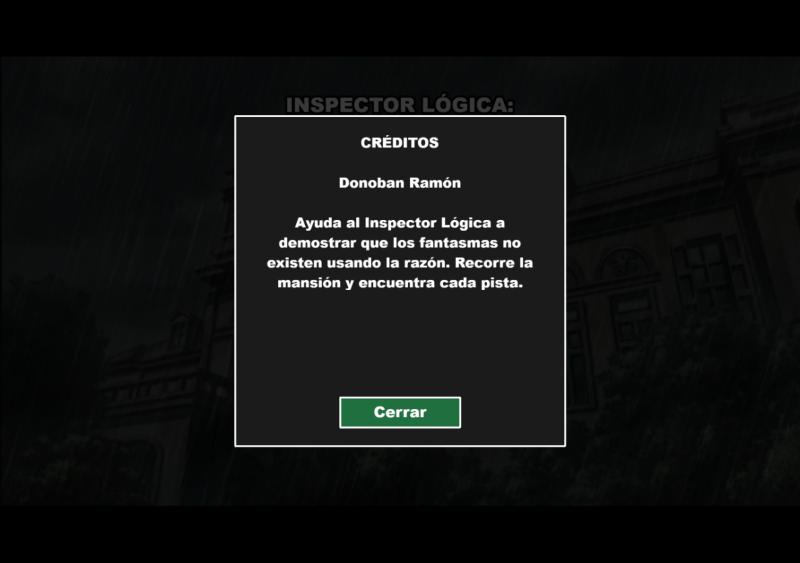 INSPECTOR LÓGICA:
CRÉDITOS
Donoban Ramón
Ayuda al Inspector Lógica a
demostrar que los fantasmas no
existen usando la razón. Recorre la
mansión y encuentra cada pista.
Cerrar